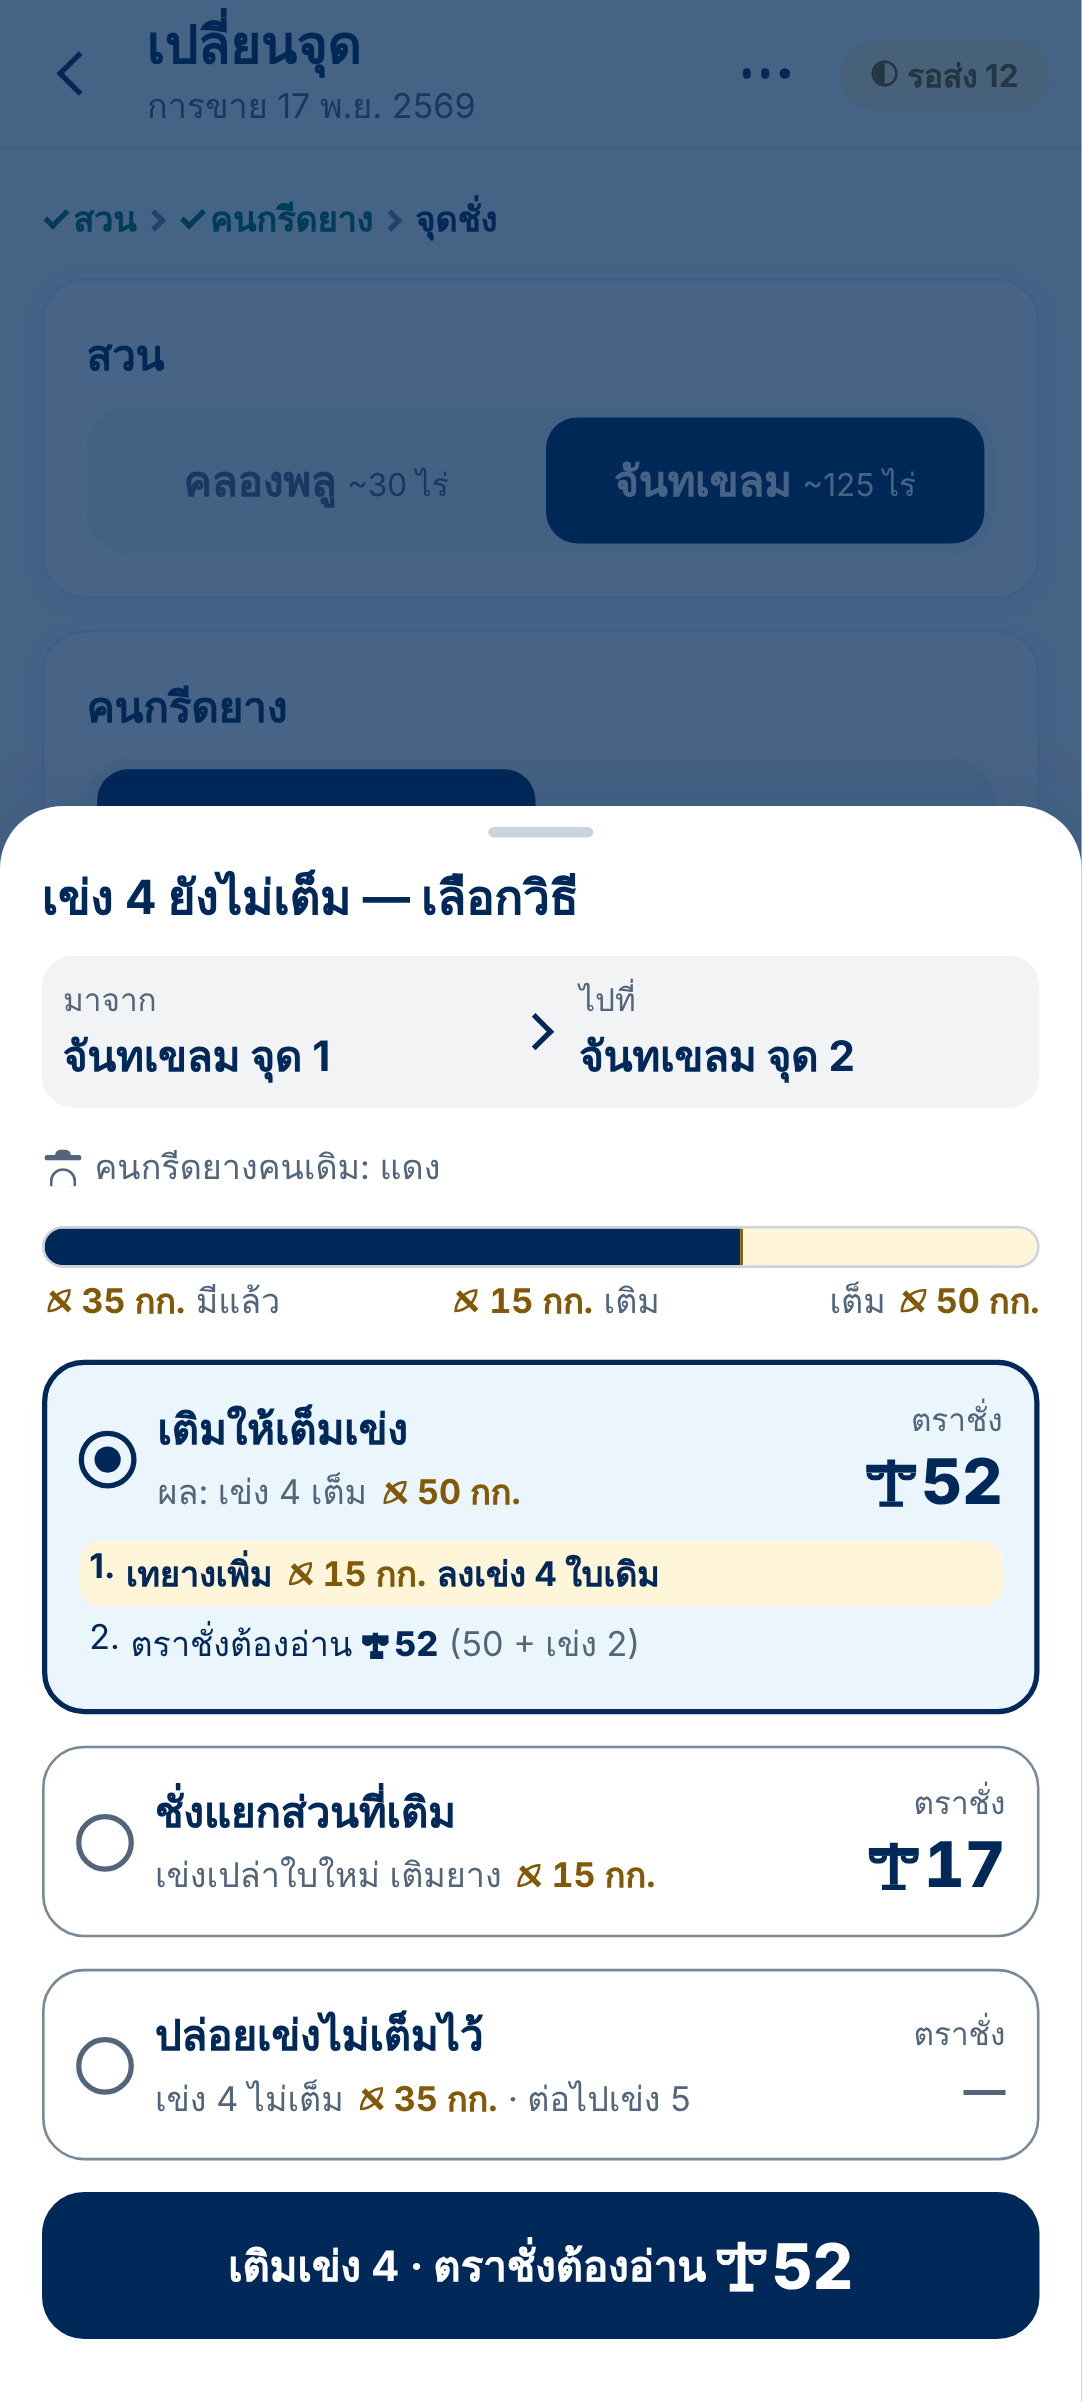 เปลี่ยนจุด
การขาย 17 พ.ย. 2569
รอส่ง 12
สวน
คนกรีดยาง
จุดชั่ง
สวน
คลองพลู ~30 ไร่
จันทเขลม ~125 ไร่
คนกรีดยาง
เข่ง 4 ยังไม่เต็ม — เลือกวิธี
มาจาก
จันทเขลม จุด 1
ไปที่
จันทเขลม จุด 2
คนกรีดยางคนเดิม: แดง
35 กก. มีแล้ว
15 กก. เติม
เต็ม 50 กก.
เติมให้เต็มเข่ง
ผล: เข่ง 4 เต็ม 50 กก.
ตราชั่ง
52
1. เทยางเพิ่ม 15 กก. ลงเข่ง 4 ใบเดิม
2. ตราชั่งต้องอ่าน 52 (50 + เข่ง 2)
ชั่งแยกส่วนที่เติม
เข่งเปล่าใบใหม่ เติมยาง 15 กก.
ตราชั่ง
17
ปล่อยเข่งไม่เต็มไว้
เข่ง 4 ไม่เต็ม 35 กก. · ต่อไปเข่ง 5
ตราชั่ง
—
เติมเข่ง 4 · ตราชั่งต้องอ่าน 52